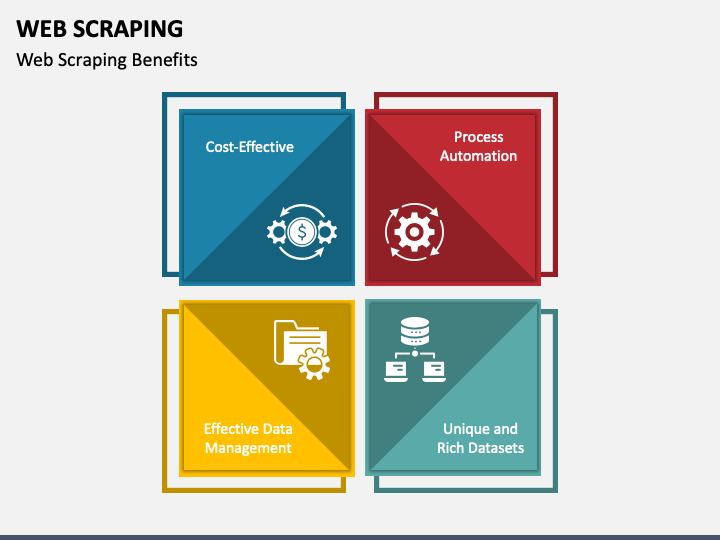 WEB SCRAPING
Web Scraping Benefits
Cost-Effective
Process
Automation
$
Effective Data
Management
Unique and
Rich Datasets